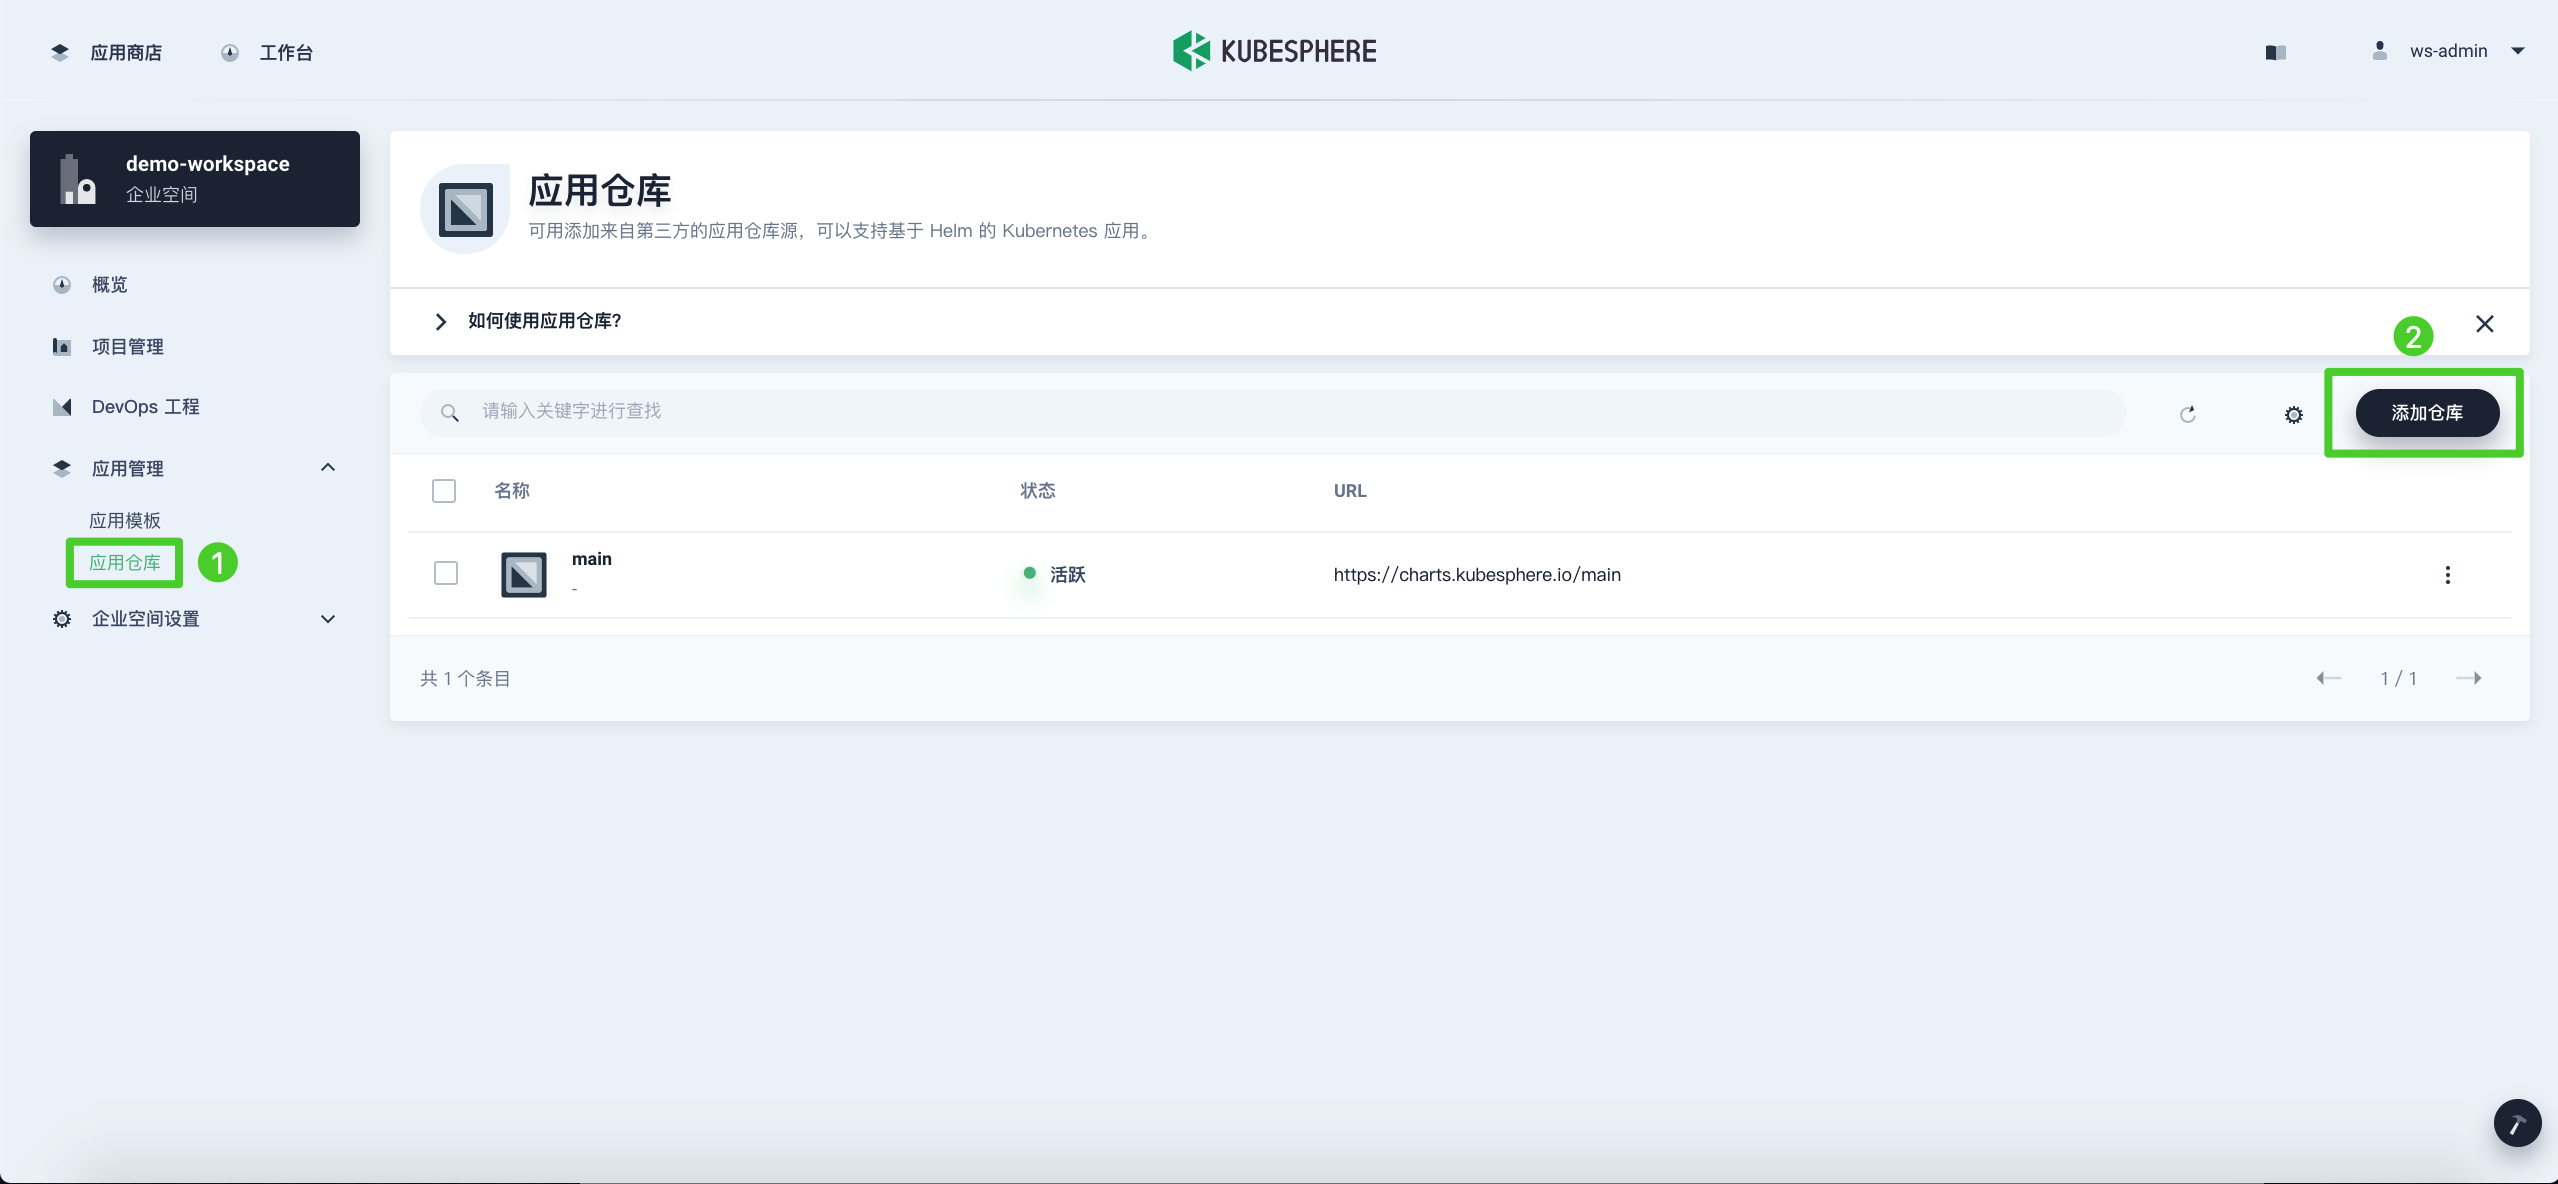 应用商店
工作台
KUBESPHERE
ws-admin
demo-workspace
企业空间
概览
项目管理
DevOps 工程
应用管理
应用模板
应用仓库
1
企业空间设置
应用仓库
可用添加来自第三方的应用仓库源，可以支持基于 Helm 的 Kubernetes 应用。
如何使用应用仓库?
2
请输入关键字进行查找
添加仓库
名称
状态
URL
main
-
活跃
https://charts.kubesphere.io/main
共 1 个条目
1 / 1